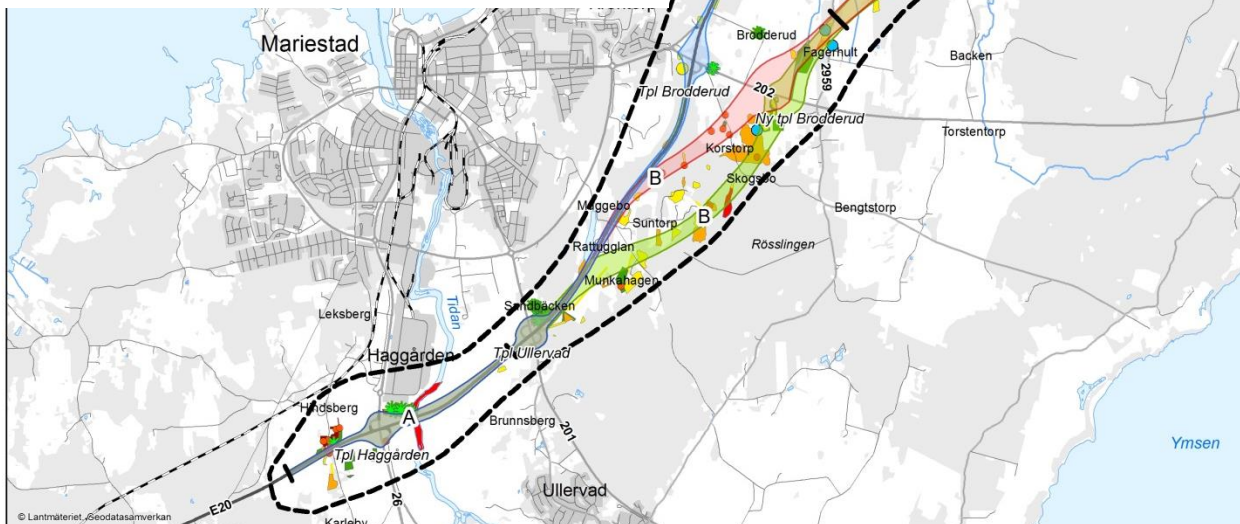 Mariestad
Brodderud
Fagerhult
Backen
Tpl Brodderud
202
2959
Ny tpl Brodderud
Torstentorp
Korstorp
B
Skogsbo
Muggebo
B
Bengtstorp
Suntorp
Rattugglan
Rösslingen
Munkahagen
Sandbäcken
Tidan
Leksberg
Haggården
Tpl Ullervad
Hindsberg
A
Brunnsberg
201
Ymsen
Tpl Haggården
Ullervad
E20
26
© Lantmäteriet, Geodatasamverkan
Karleby